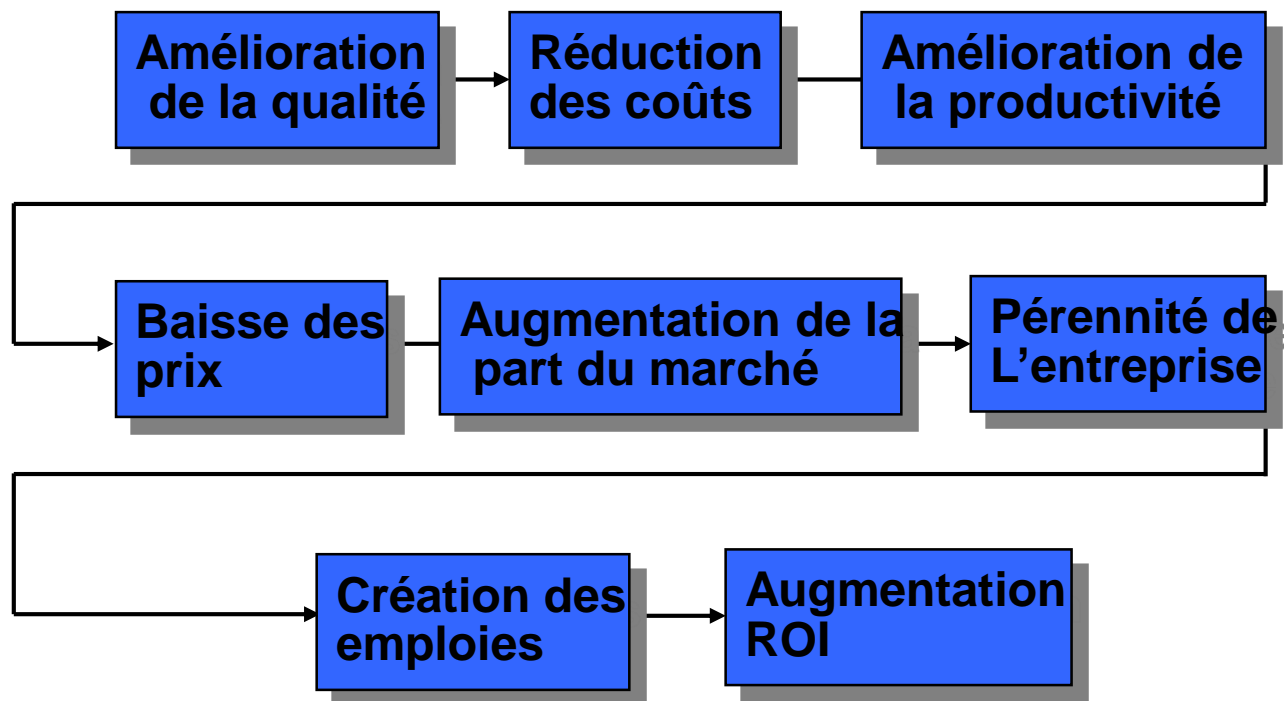 Amélioration
de la qualité
Réduction
des coûts
Amélioration de
la productivité
Baisse des
prix
Augmentation de la
part du marché
Pérennité de
L’entreprise
Création des
emploies
Augmentation
ROI